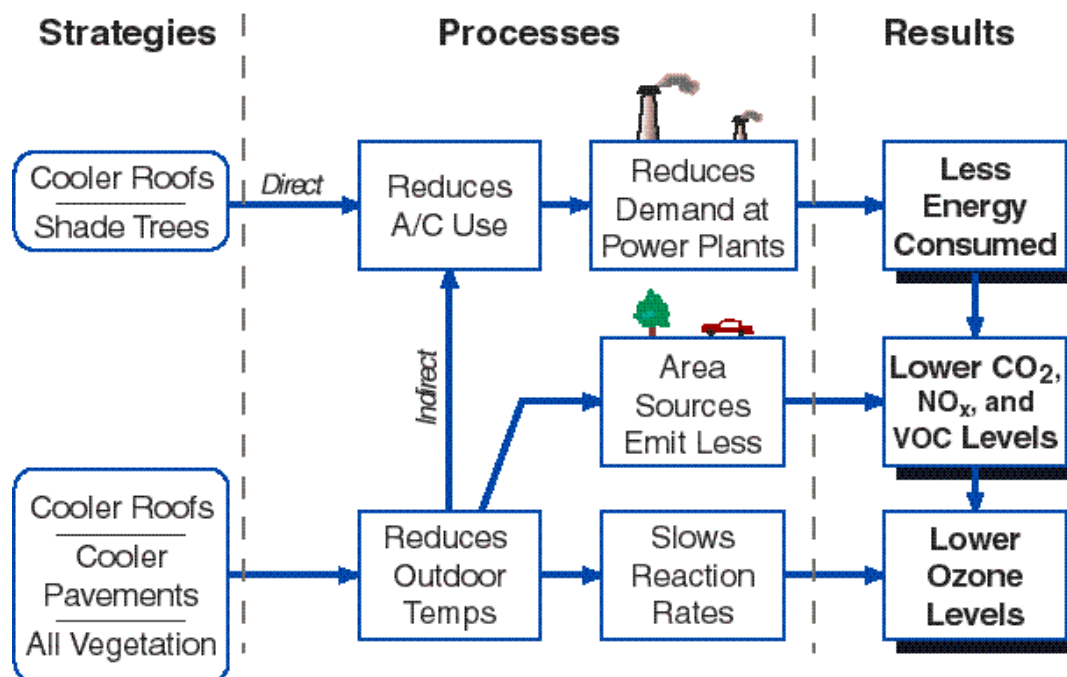 Strategies
Processes
Results
Cooler Roofs
Shade Trees
Direct
Reduces
A/C Use
Reduces
Demand at
Power Plants
Less
Energy
Consumed
Indirect
Area
Sources
Emit Less
Lower CO₂,
NOₓ, and
VOC Levels
Cooler Roofs
Cooler
Pavements
All Vegetation
Reduces
Outdoor
Temps
Slows
Reaction
Rates
Lower
Ozone
Levels